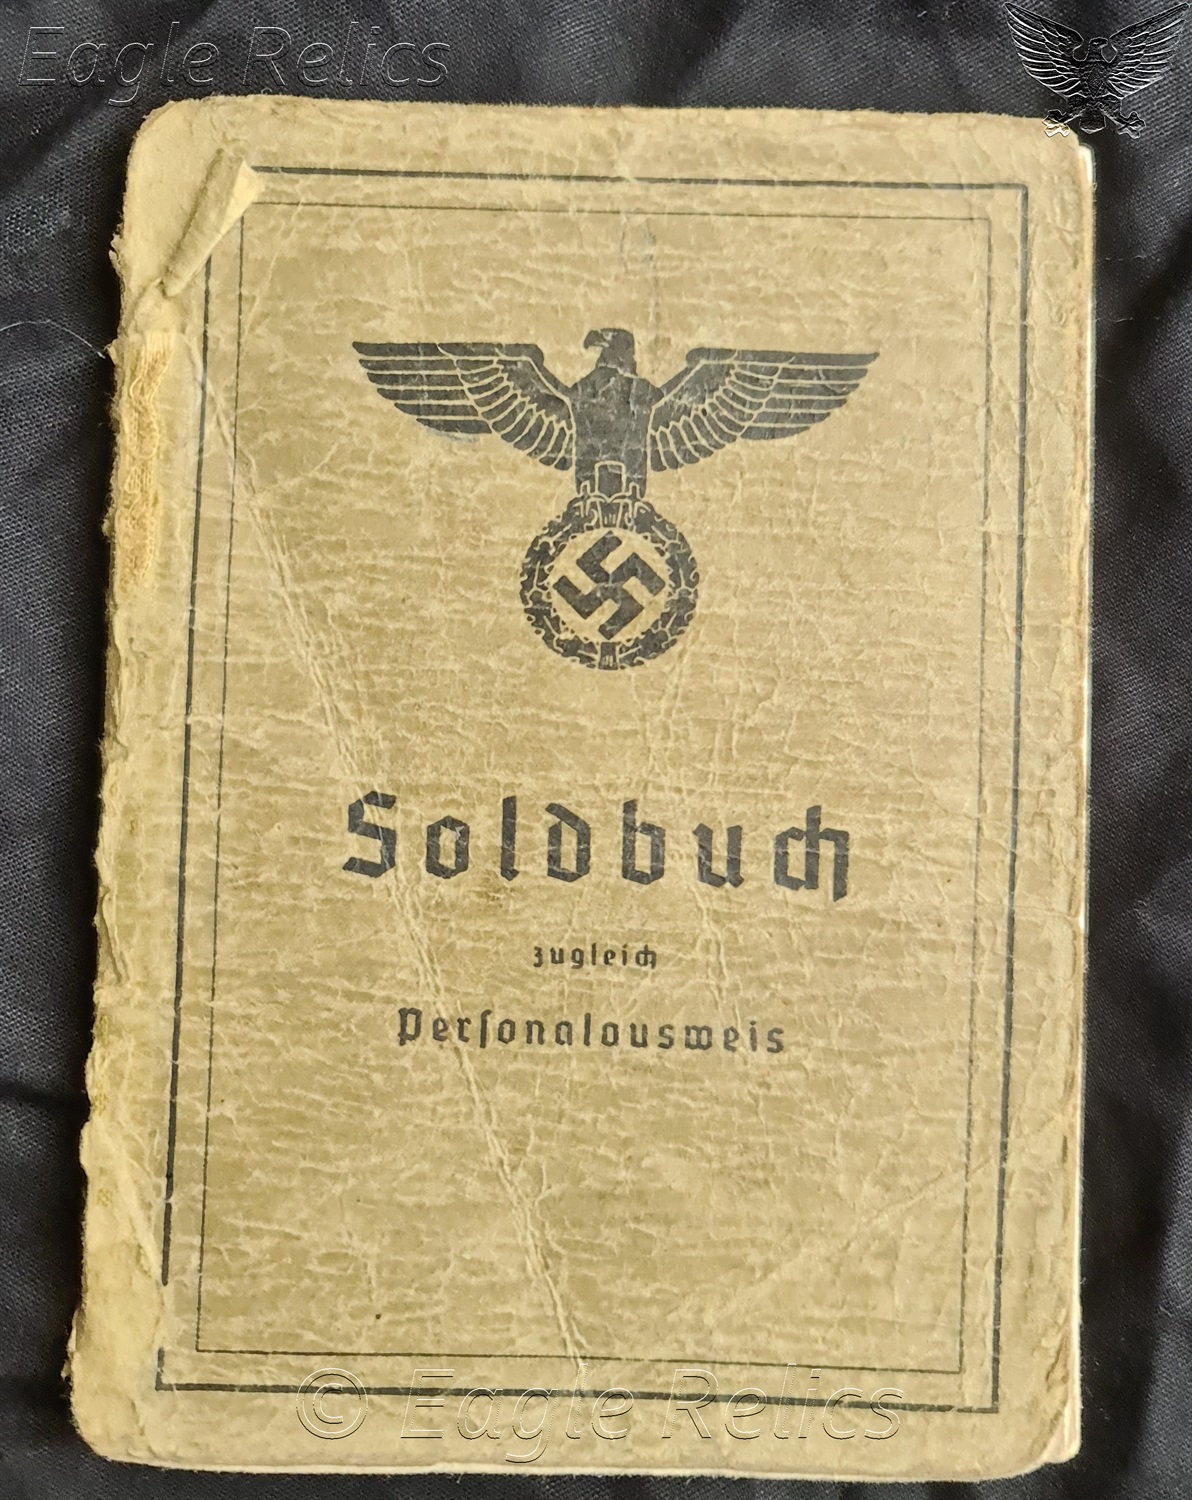 Eagle Relics
Soldbuch
zugleich
Personalausweis
© Eagle Relics